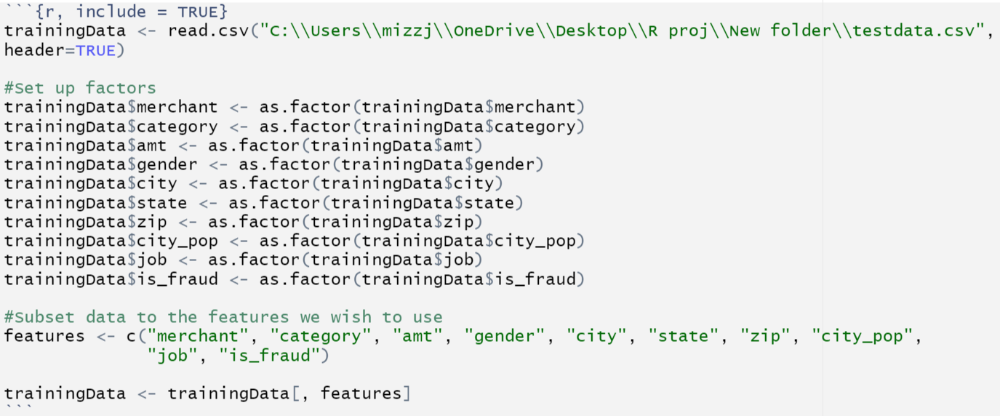 ```{r, include = TRUE}
trainingData <- read.csv("C:\\Users\\mizzj\\OneDrive\\Desktop\\R proj\\New folder\\testdata.csv",
header=TRUE)

#Set up factors
trainingData$merchant <- as.factor(trainingData$merchant)
trainingData$category <- as.factor(trainingData$category)
trainingData$amt <- as.factor(trainingData$amt)
trainingData$gender <- as.factor(trainingData$gender)
trainingData$city <- as.factor(trainingData$city)
trainingData$state <- as.factor(trainingData$state)
trainingData$zip <- as.factor(trainingData$zip)
trainingData$city_pop <- as.factor(trainingData$city_pop)
trainingData$job <- as.factor(trainingData$job)
trainingData$is_fraud <- as.factor(trainingData$is_fraud)

#Subset data to the features we wish to use
features <- c("merchant", "category", "amt", "gender", "city", "state", "zip", "city_pop",
              "job", "is_fraud")

trainingData <- trainingData[, features]
```